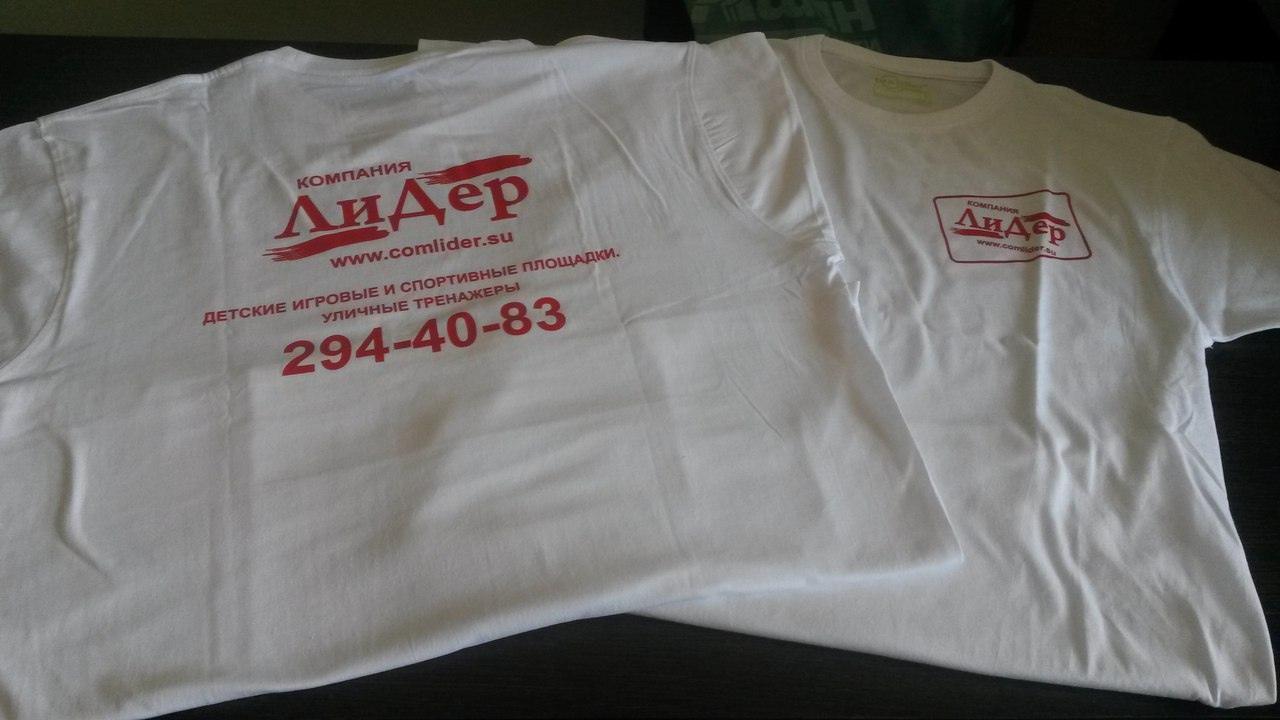 КОМПАНИЯ
ЛиДер
www.comlider.su
ДЕТСКИЕ ИГРОВЫЕ И СПОРТИВНЫЕ ПЛОЩАДКИ.
УЛИЧНЫЕ ТРЕНАЖЕРЫ
294-40-83
КОМПАНИЯ
ЛиДер
www.comlider.su